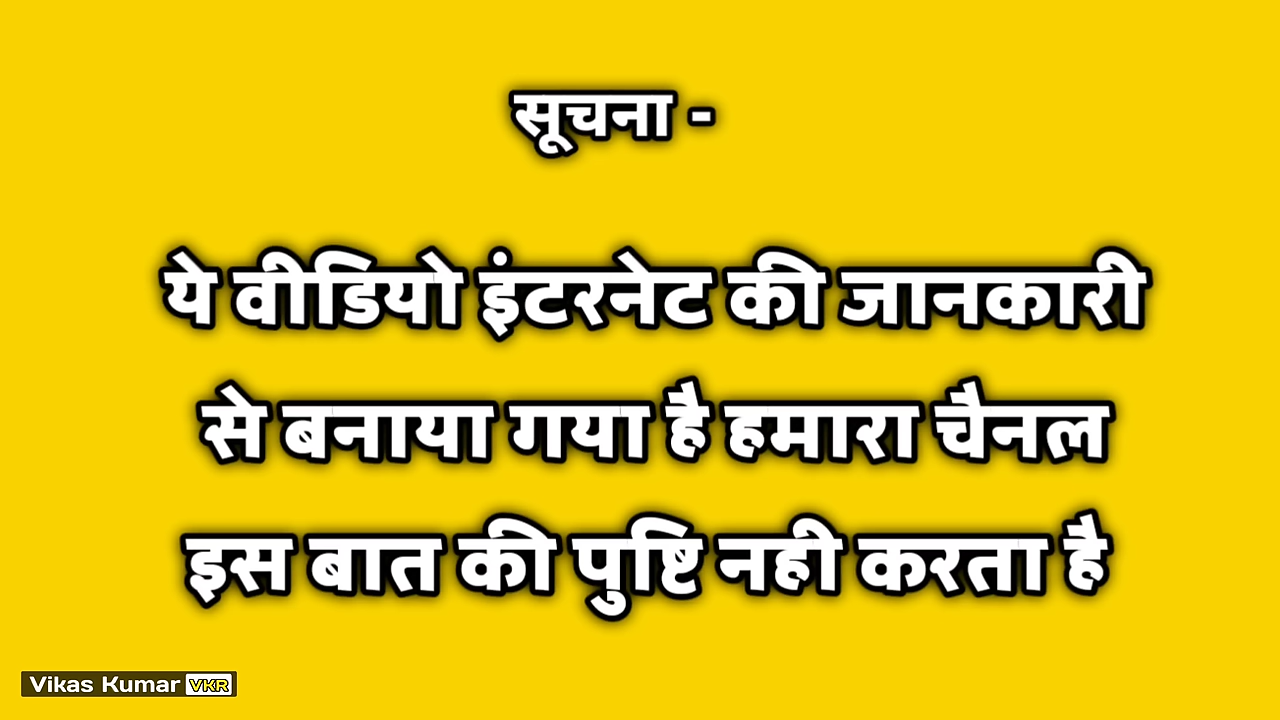 सूचना -
ये वीडियो इंटरनेट की जानकारी
से बनाया गया है हमारा चैनल
इस बात की पुष्टि नही करता है
Vikas Kumar VKR